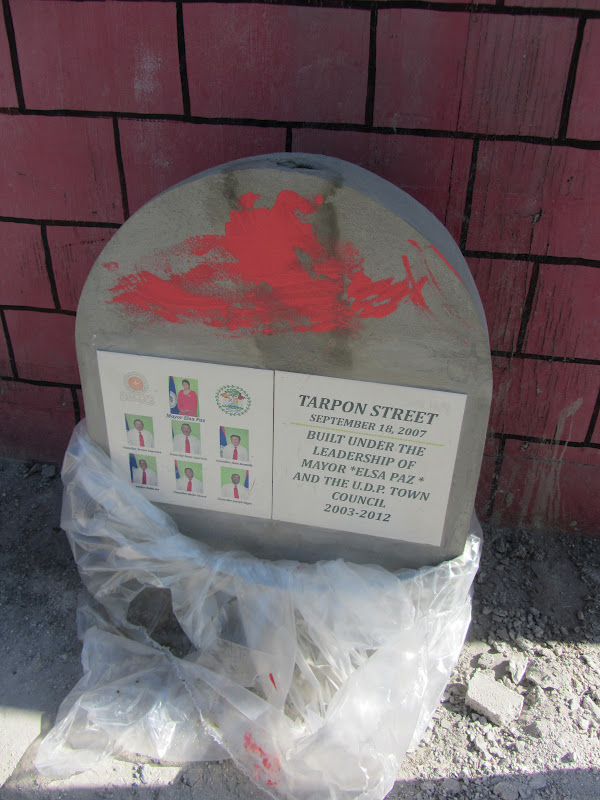 Mayor Elsa Paz
TARPON STREET
SEPTEMBER 18, 2007
BUILT UNDER THE
LEADERSHIP OF
MAYOR *ELSA PAZ *
AND THE U.D.P. TOWN
COUNCIL
2003-2012